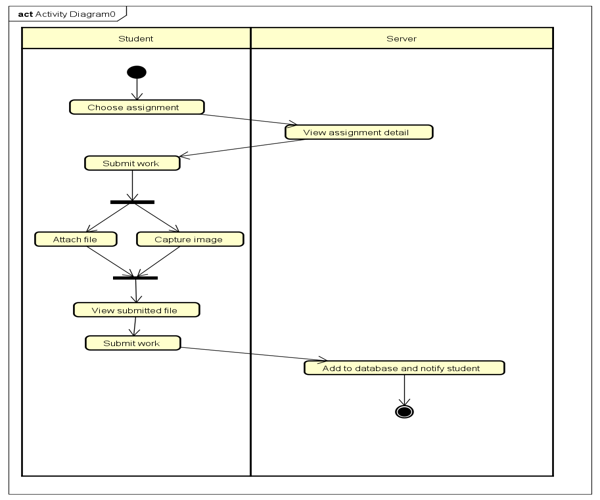 act Activity Diagram0
Student
Server
Choose assignment
View assignment detail
Submit work
Attach file
Capture image
View submitted file
Submit work
Add to database and notify student